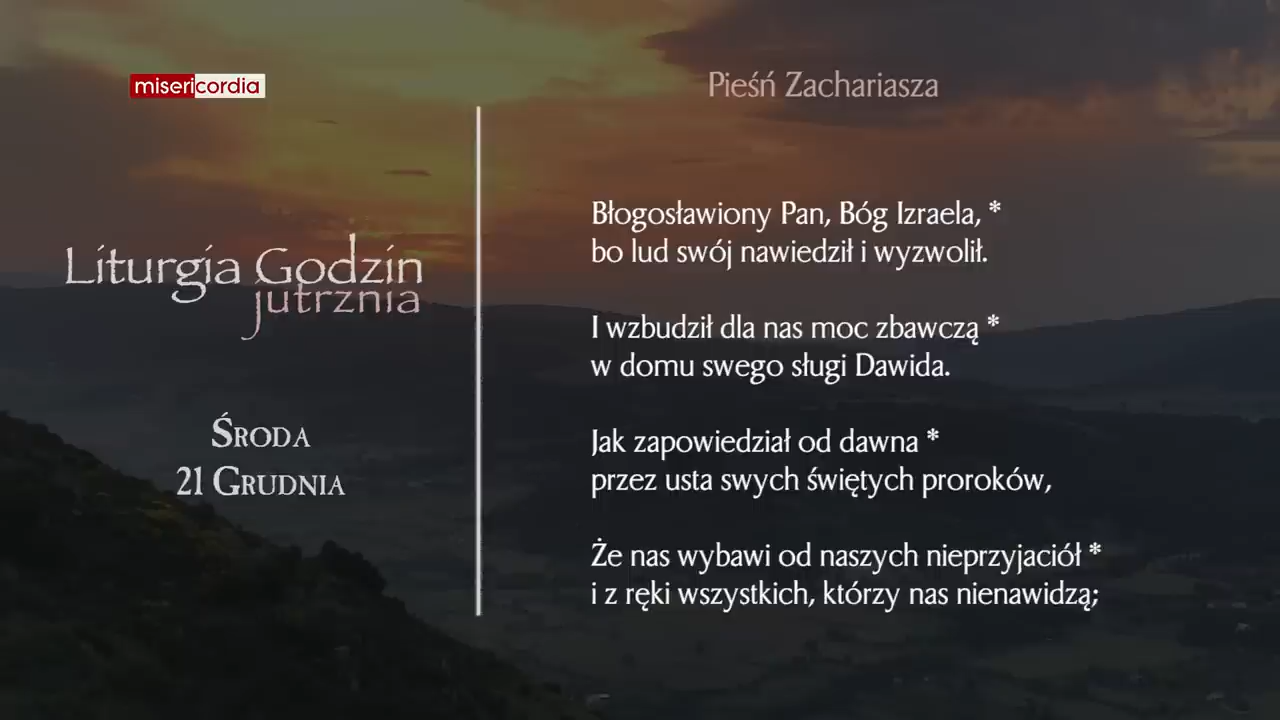 misericordia
Liturgia Godzin
jutrznia
Środa
21 Grudnia
Pieśń Zachariasza
Błogosławiony Pan, Bóg Izraela, *
bo lud swój nawiedził i wyzwolił.
I wzbudził dla nas moc zbawczą *
w domu swego sługi Dawida.
Jak zapowiedział od dawna *
przez usta swych świętych proroków,
Że nas wybawi od naszych nieprzyjaciół *
i z ręki wszystkich, którzy nas nienawidzą;